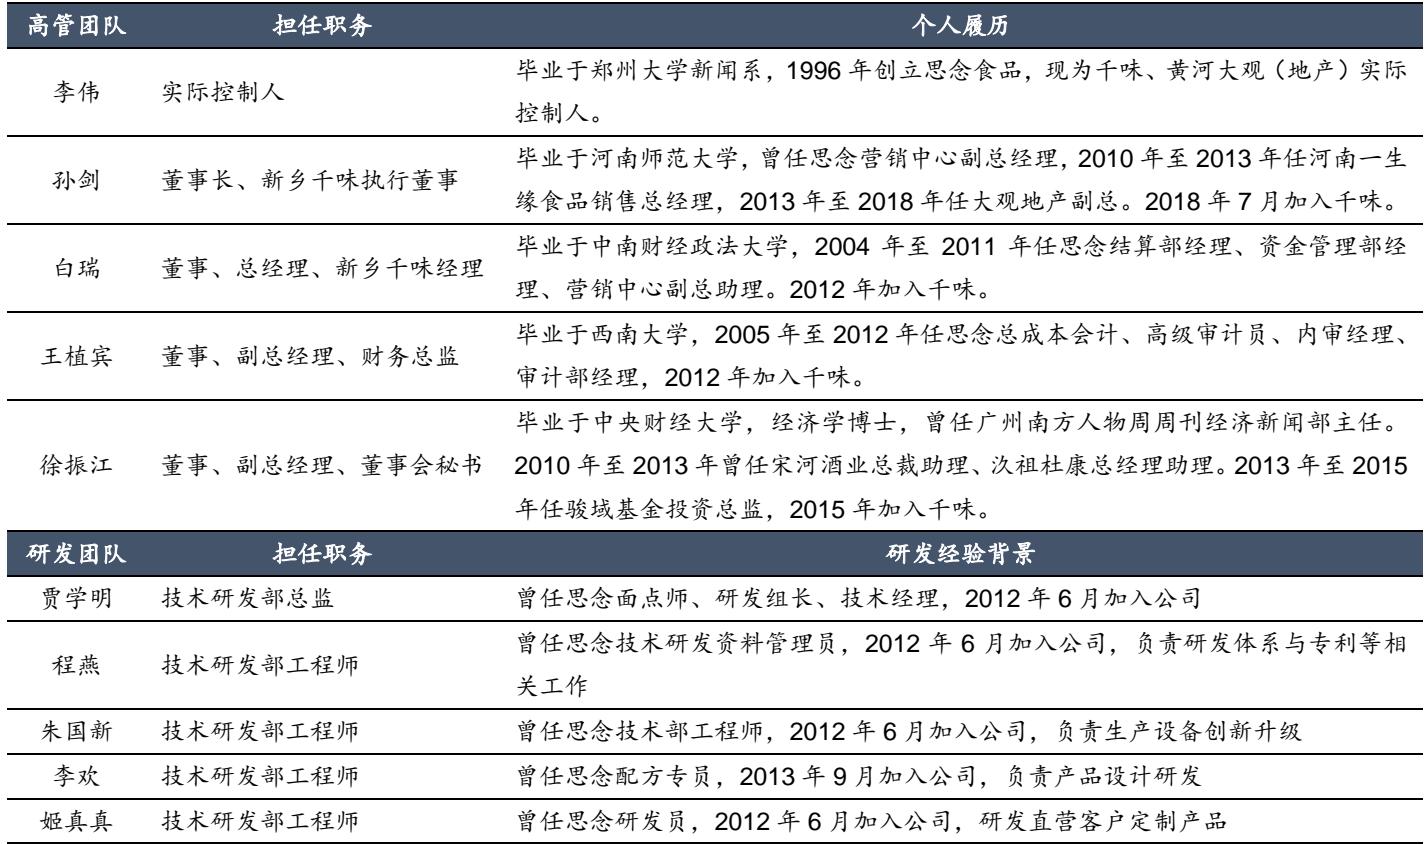 高管团队 担任职务 个人履历
毕业于郑州大学新闻系，1996 年创立思念食品，现为千味、黄河大观（地产）实际
李伟 实际控制人
控制人。
毕业于河南师范大学，曾任思念营销中心副总经理，2010 年至 2013 年任河南一生
孙剑 董事长、新乡千味执行董事
缘食品销售总经理，2013 年至 2018 年任大观地产副总。2018 年 7 月加入千味。
毕业于中南财经政法大学，2004 年至 2011 年任思念结算部经理、资金管理部经
白瑞 董事、总经理、新乡千味经理
理、营销中心副总助理。2012 年加入千味。
毕业于西南大学，2005 年至 2012 年任思念总成本会计、高级审计员、内审经理、
王植宾 董事、副总经理、财务总监
审计部经理，2012 年加入千味。
毕业于中央财经大学，经济学博士，曾任广州南方人物周周刊经济新闻部主任。
徐振江 董事、副总经理、董事会秘书 2010 年至 2013 年曾任宋河酒业总裁助理、汝祖杜康总经理助理。2013 年至 2015
年任骏域基金投资总监，2015 年加入千味。
研发团队 担任职务 研发经验背景
贾学明 技术研发部总监 曾任思念面点师、研发组长、技术经理，2012 年 6 月加入公司
曾任思念技术研发资料管理员，2012 年 6 月加入公司，负责研发体系与专利等相
程燕 技术研发部工程师
关工作
朱国新 技术研发部工程师 曾任思念技术部工程师，2012 年 6 月加入公司，负责生产设备创新升级
李欢 技术研发部工程师 曾任思念配方专员，2013 年 9 月加入公司，负责产品设计研发
姬真真 技术研发部工程师 曾任思念研发员，2012 年 6 月加入公司，研发直营客户定制产品